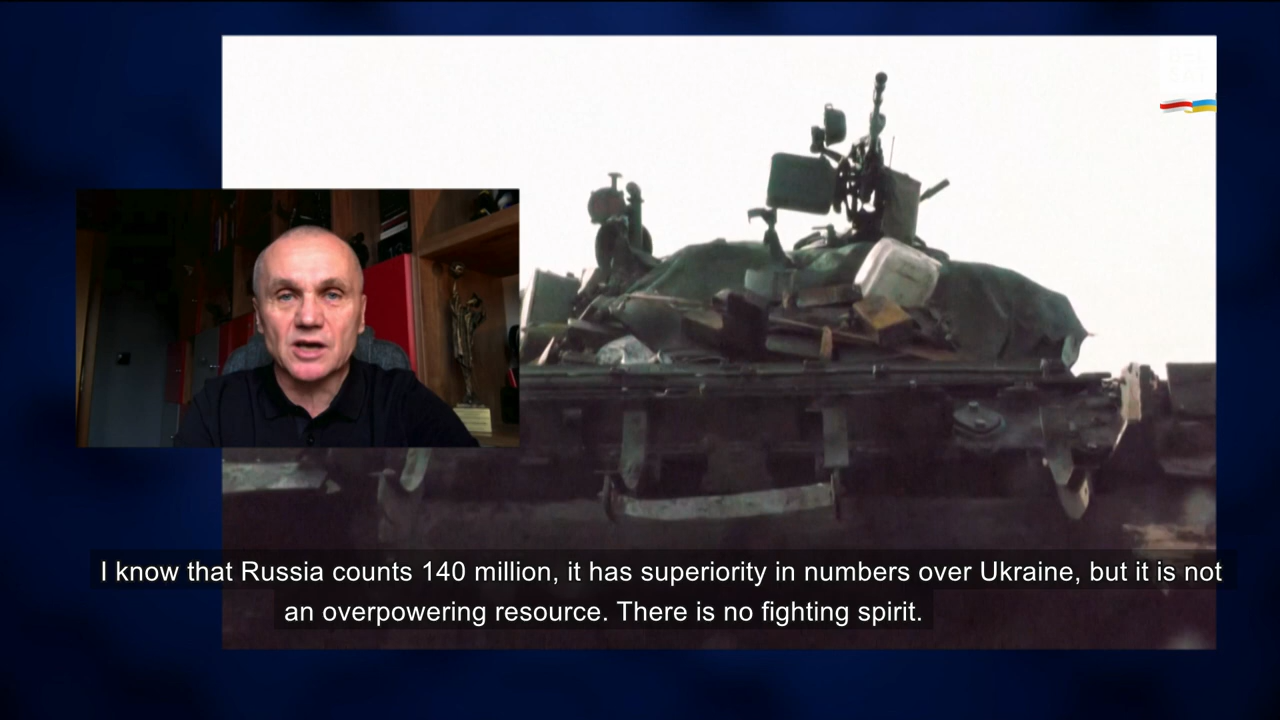 I know that Russia counts 140 million, it has superiority in numbers over Ukraine, but it is not
an overpowering resource. There is no fighting spirit.